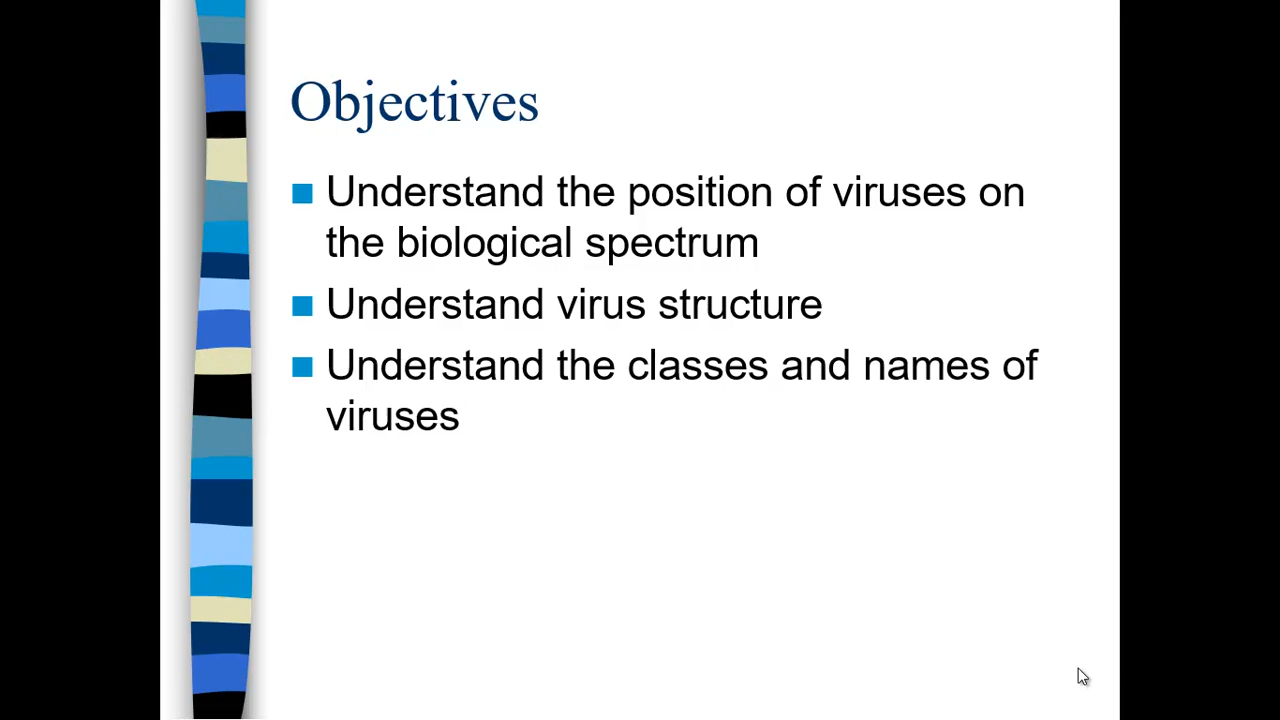 Objectives
Understand the position of viruses on
the biological spectrum
Understand virus structure
Understand the classes and names of
viruses